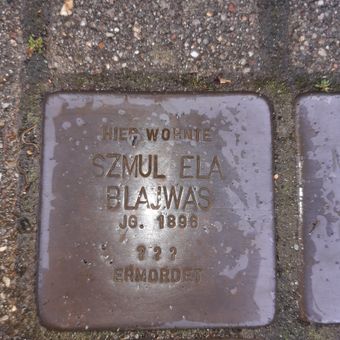 HIER WOHNTE
SZMUL ELA
BLAJWAS
JG. 1896
? ? ?
ERMORDET